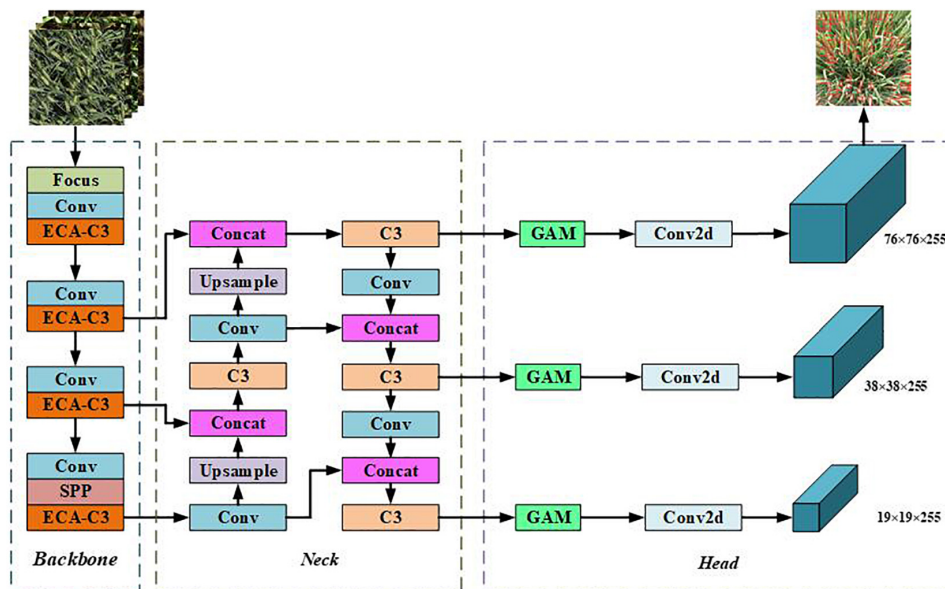 Focus
Conv
ECA-C3
Conv
ECA-C3
Conv
ECA-C3
Conv
SPP
ECA-C3
Backbone
Concat
Upsample
Conv
C3
Concat
Upsample
Conv
C3
Conv
Concat
C3
Conv
Concat
C3
Neck
GAM
Conv2d
76×76×255
GAM
Conv2d
38×38×255
GAM
Conv2d
19×19×255
Head